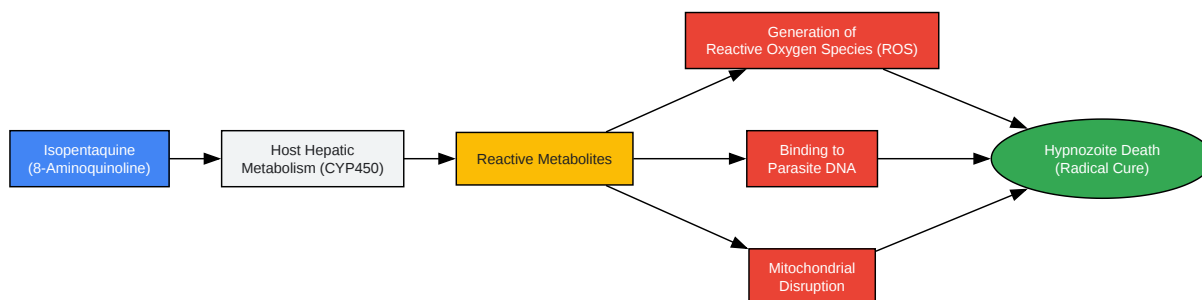 Isopentaquine
(8-Aminoquinoline)
Host Hepatic
Metabolism (CYP450)
Reactive Metabolites
Generation of
Reactive Oxygen Species (ROS)
Binding to
Parasite DNA
Mitochondrial
Disruption
Hypnozoite Death
(Radical Cure)